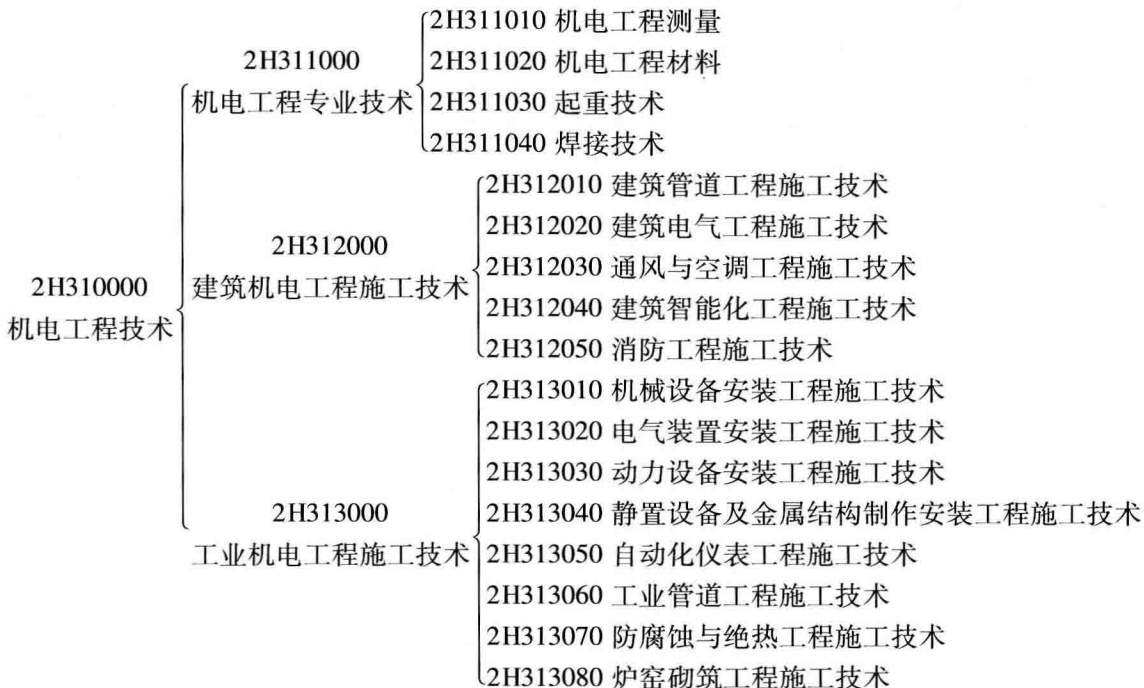 2H310000
机电工程技术
2H311000
机电工程专业技术
2H311010 机电工程测量
2H311020 机电工程材料
2H311030 起重技术
2H311040 焊接技术
2H312000
建筑机电工程施工技术
2H312010 建筑管道工程施工技术
2H312020 建筑电气工程施工技术
2H312030 通风与空调工程施工技术
2H312040 建筑智能化工程施工技术
2H312050 消防工程施工技术
2H313000
工业机电工程施工技术
2H313010 机械设备安装工程施工技术
2H313020 电气装置安装工程施工技术
2H313030 动力设备安装工程施工技术
2H313040 静置设备及金属结构制作安装工程施工技术
2H313050 自动化仪表工程施工技术
2H313060 工业管道工程施工技术
2H313070 防腐蚀与绝热工程施工技术
2H313080 炉窑砌筑工程施工技术